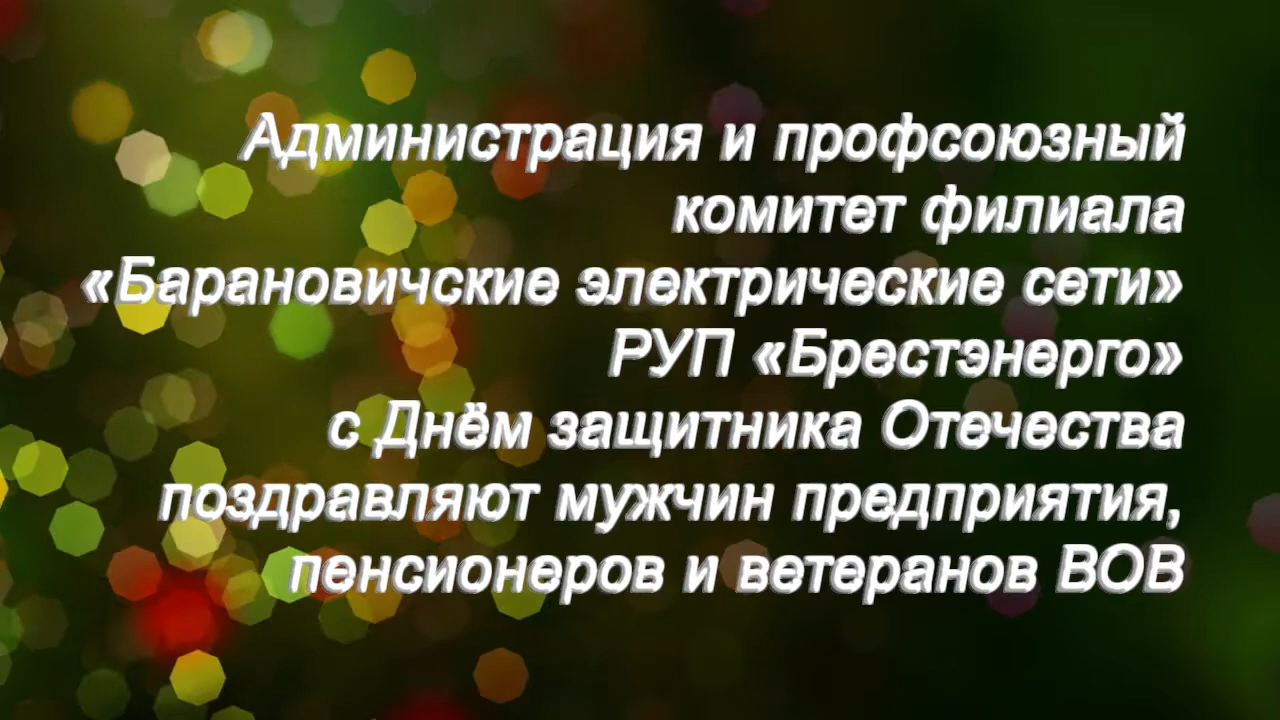 Администрация и профсоюзный
комитет филиала
«Барановичские электрические сети»
РУП «Брестэнерго»
с Днём защитника Отечества
поздравляют мужчин предприятия,
пенсионеров и ветеранов ВОВ